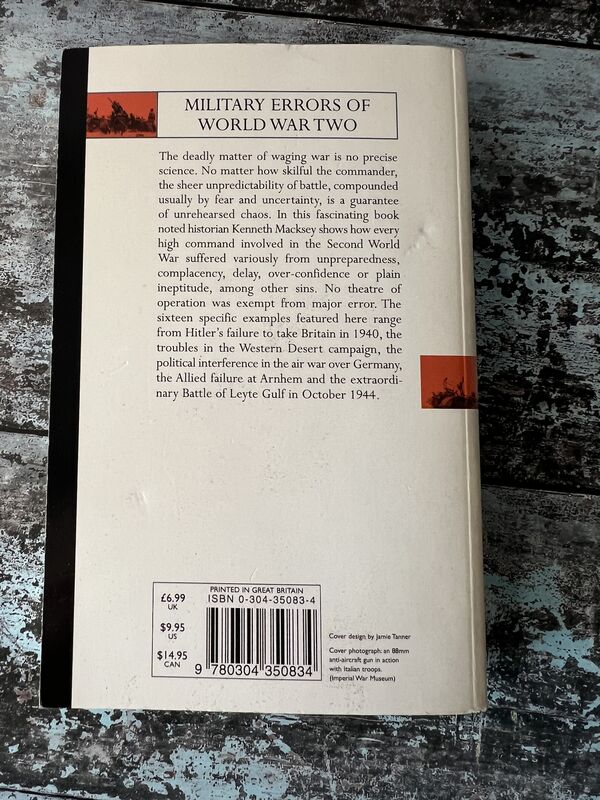 MILITARY ERRORS OF
WORLD WAR TWO
The deadly matter of waging war is no precise
science. No matter how skilful the commander,
the sheer unpredictability of battle, compounded
usually by fear and uncertainty, is a guarantee
of unrehearsed chaos. In this fascinating book
noted historian Kenneth Macksey shows how every
high command involved in the Second World
War suffered variously from unpreparedness,
complacency, delay, over-confidence or plain
ineptitude, among other sins. No theatre of
operation was exempt from major error. The
sixteen specific examples featured here range
from Hitler's failure to take Britain in 1940, the
troubles in the Western Desert campaign, the
political interference in the air war over Germany,
the Allied failure at Arnhem and the extraordi-
nary Battle of Leyte Gulf in October 1944.
£6.99
UK
$9.95
US
$14.95
CAN
PRINTED IN GREAT BRITAIN
ISBN 0-304-35083-4
9 780304 350834
Cover design by Jamie Tanner
Cover photograph: an 88mm
anti-aircraft gun in action
with Italian troops.
(Imperial War Museum)